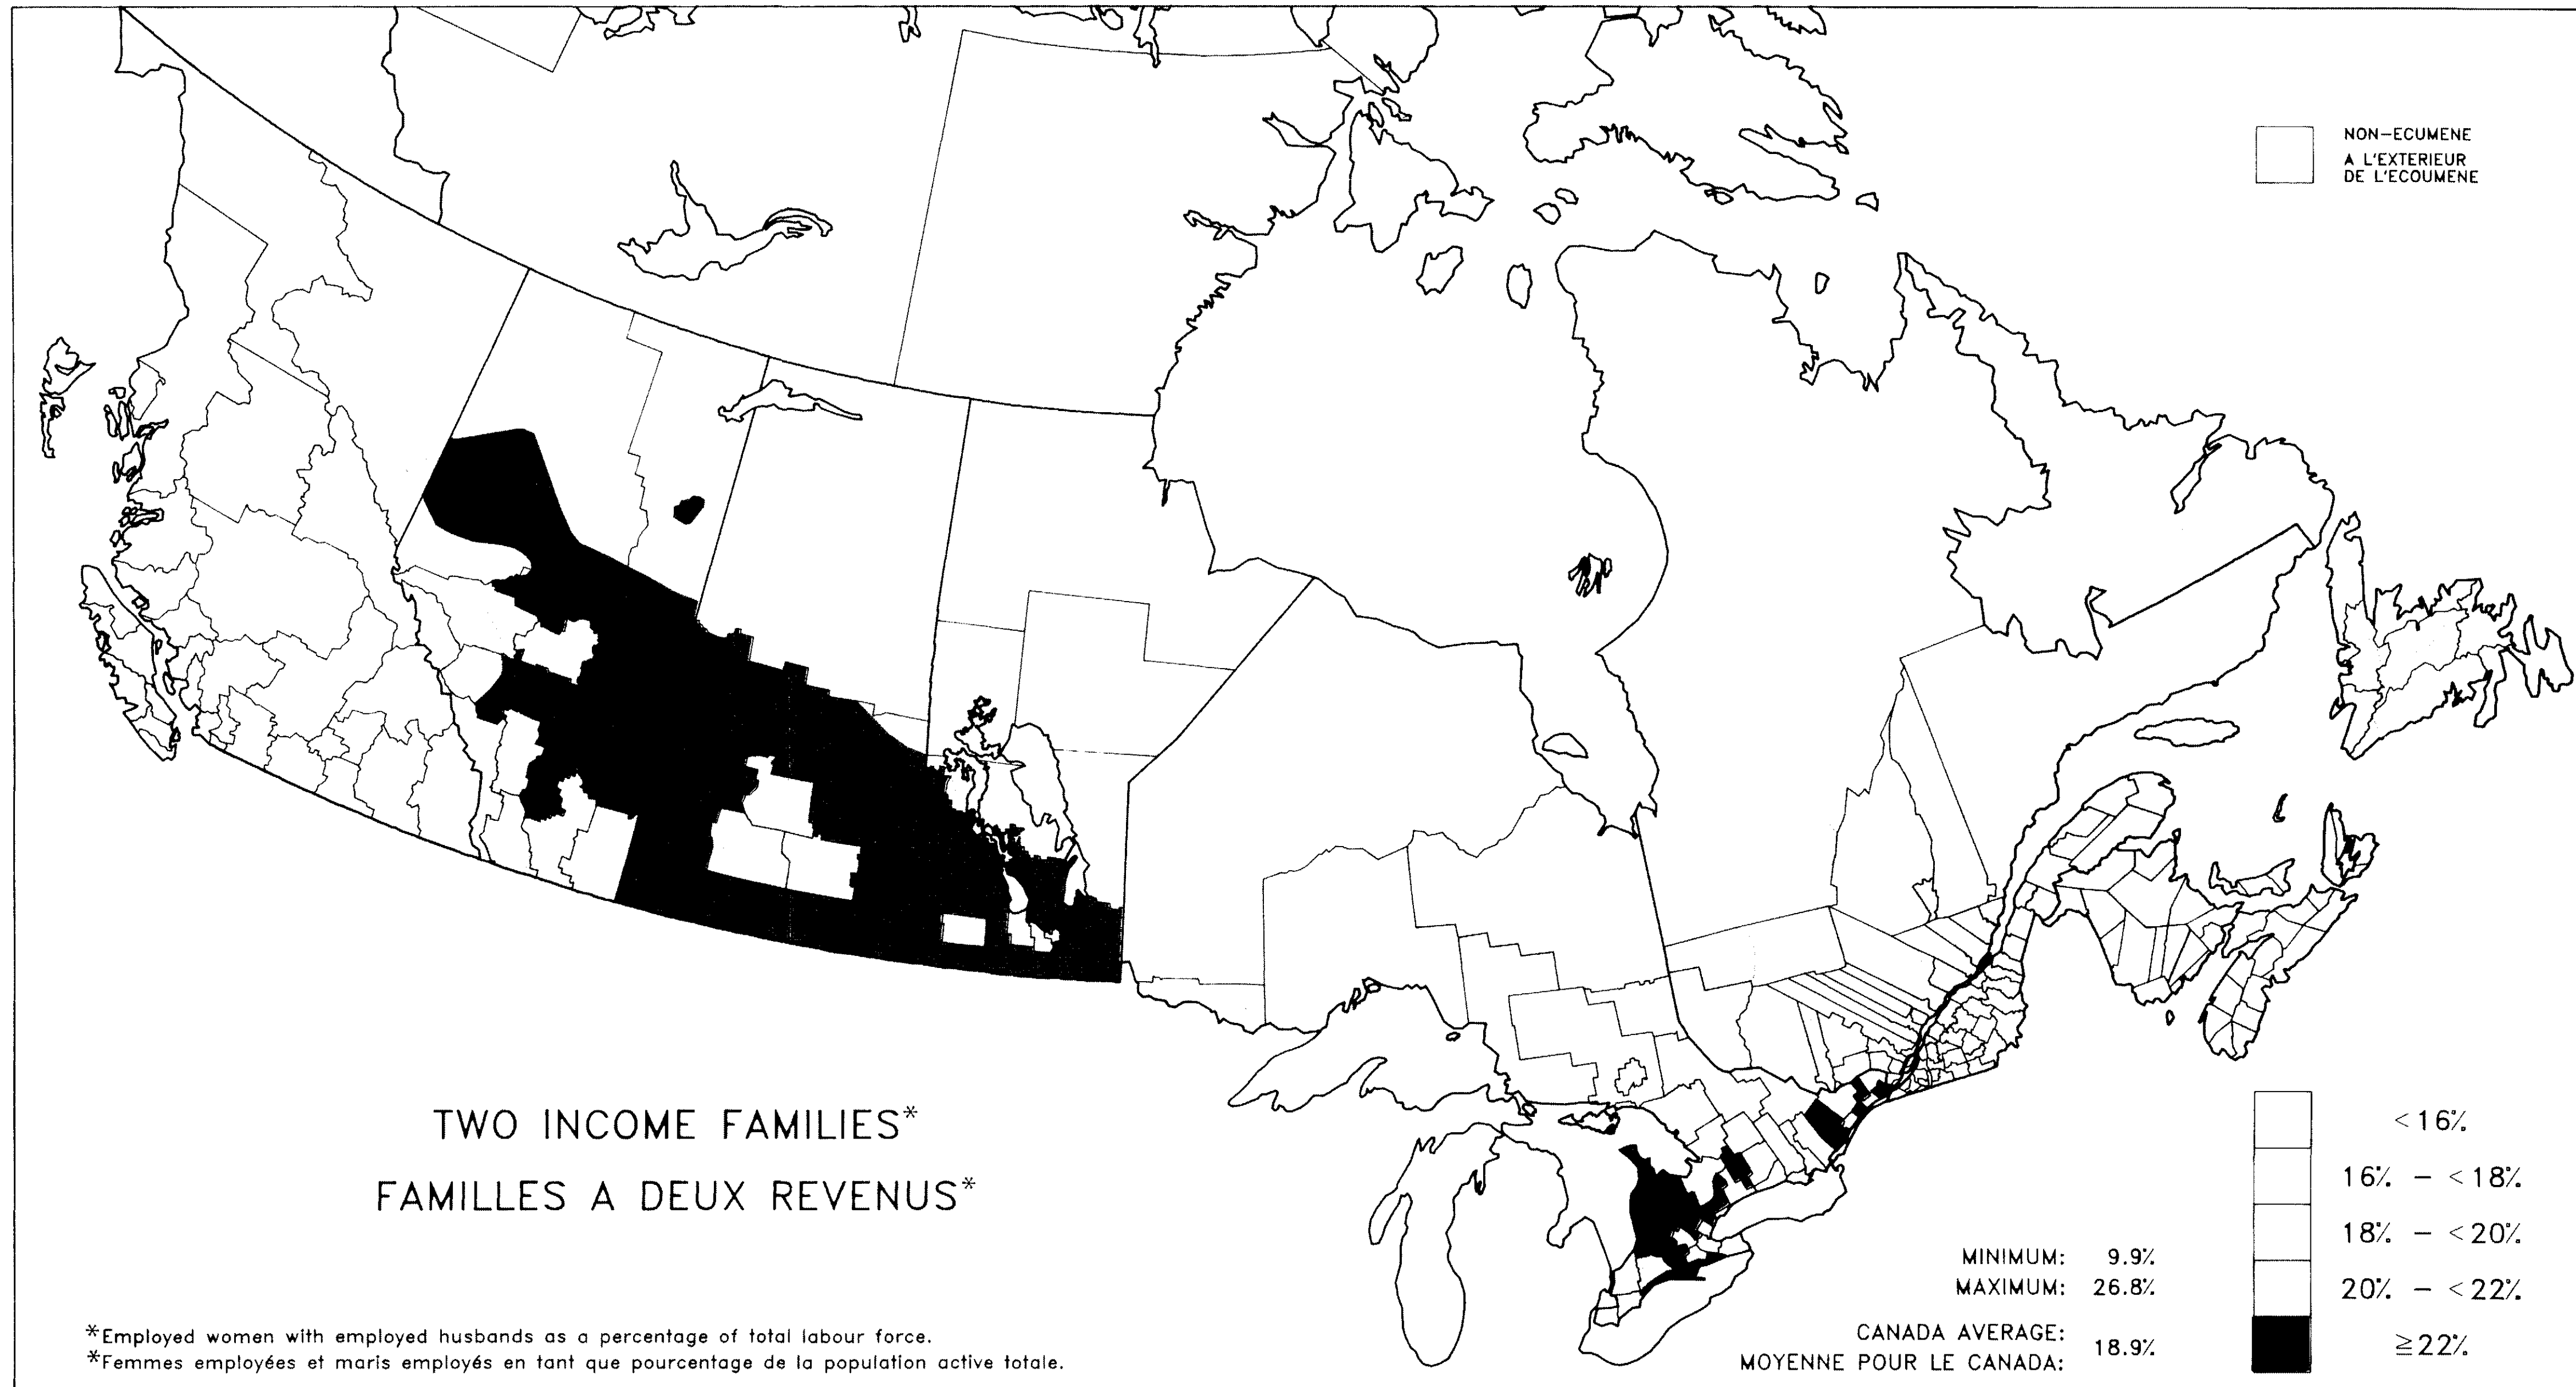 NON-ECUMENE
A L'EXTERIEUR
DE L'ECOUMENE
TWO INCOME FAMILIES*
FAMILLES A DEUX REVENUS*
*Employed women with employed husbands as a percentage of total labour force.
*Femmes employées et maris employés en tant que pourcentage de la population active totale.
MINIMUM: 9.9%
MAXIMUM: 26.8%
CANADA AVERAGE:
MOYENNE POUR LE CANADA: 18.9%
<16%
16% - <18%
18% - <20%
20% - <22%
≧22%